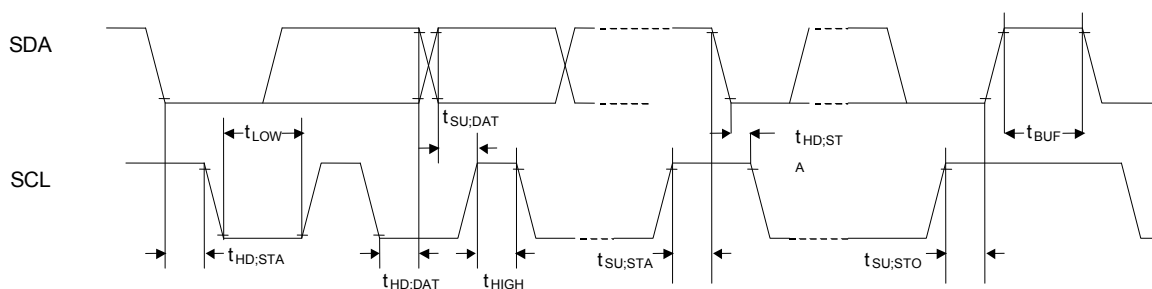 SDA
tSU;DAT
tLOW
tHD;ST
A
tBUF
SCL
tHD;STA
tHD;DAT
tHIGH
tSU;STA
tSU;STO